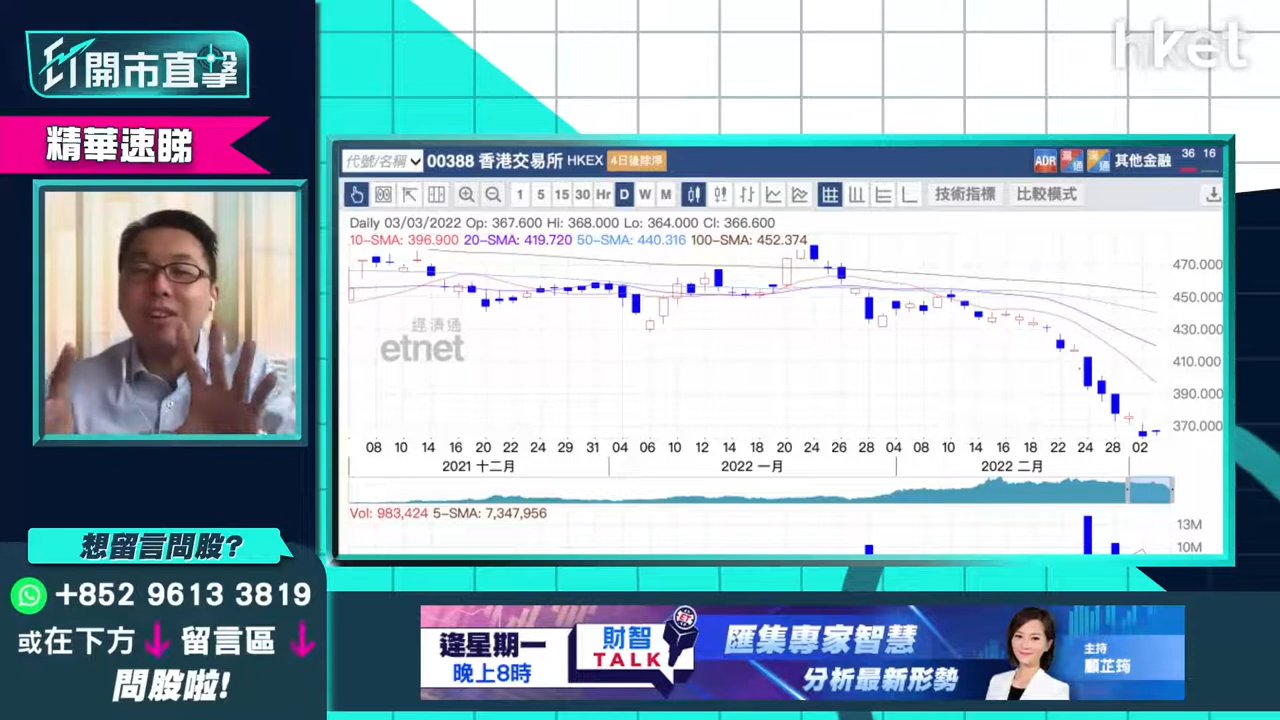 ET開市直擊
精華速睇
hket
代號/名稱 00388 香港交易所 HKEX 4日後除淨
ADR 其他金融 36 16
1 5 15 30 Hr D W M 技術指標 比較模式
Daily 03/03/2022 Op: 367.600 Hi: 368.000 Lo: 364.000 Cl: 366.600
10-SMA: 396.900 20-SMA: 419.720 50-SMA: 440.316 100-SMA: 452.374
470.000
450.000
430.000
410.000
390.000
370.000
經濟通
etnet
08 10 14 16 20 22 24 29 31 04 06 10 12 14 18 20 24 26 28 04 08 10 14 16 18 22 24 28 02
2021 十二月 2022 一月 2022 二月
Vol: 983,424 5-SMA: 7,347,956
13M
10M
想留言問股?
+852 9613 3819
或在下方 留言區
問股啦!
逢星期一
晚上8時
財智
TALK
匯集專家智慧
分析最新形勢
主持
顧芷筠